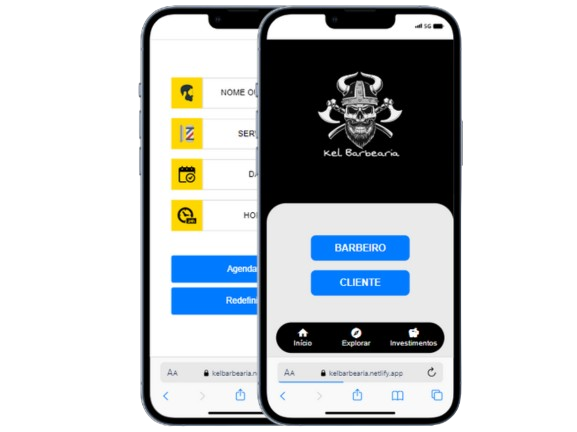 NOME OU
SER
DA
HO
Agenda
Redefini
AA
kelbarbearia.n
5G
Kel Barbearia
BARBEIRO
CLIENTE
Início
Explorar
Investimentos
AA
kelbarbearia.netlify.app